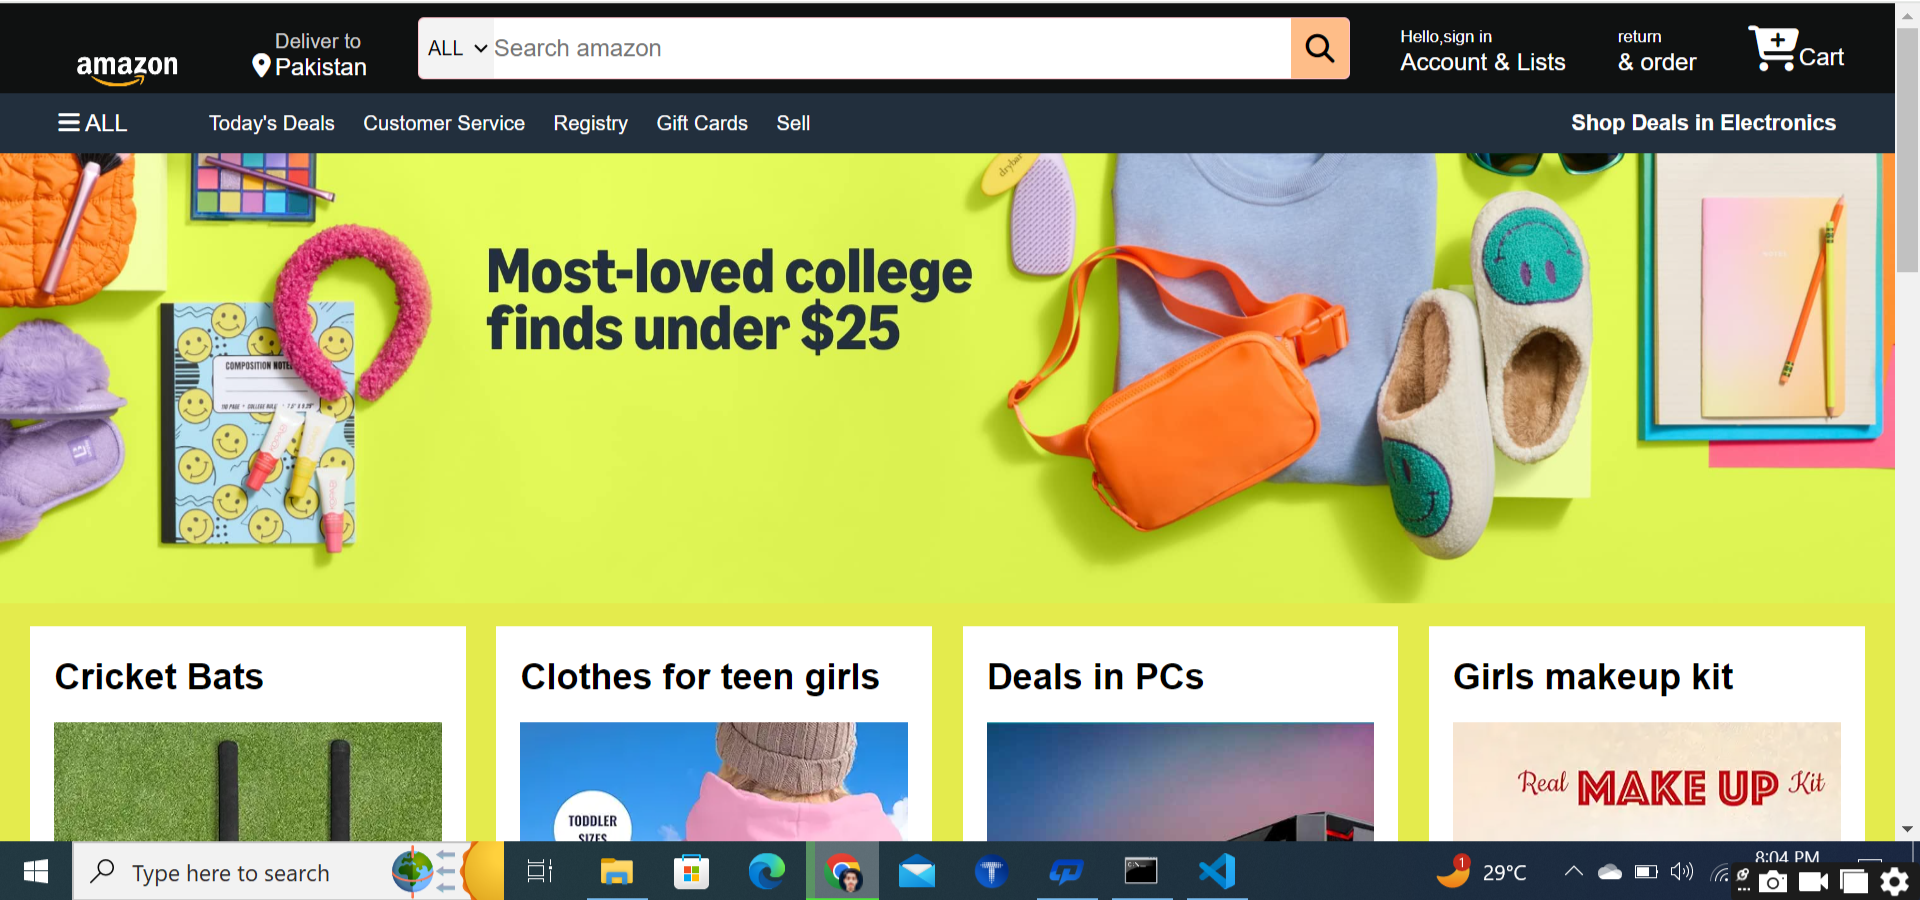 amazon
Deliver to
Pakistan
ALL
Search amazon
Hello,sign in
Account & Lists
return
& order
Cart
ALL
Today's Deals
Customer Service
Registry
Gift Cards
Sell
Shop Deals in Electronics
drybar
Most-loved college
finds under $25
COMPOSITION NOTE
Cricket Bats
Clothes for teen girls
Deals in PCs
Girls makeup kit
TODDLER
SIZES
Real MAKE UP Kit
Type here to search
1
29°C
8:04 PM